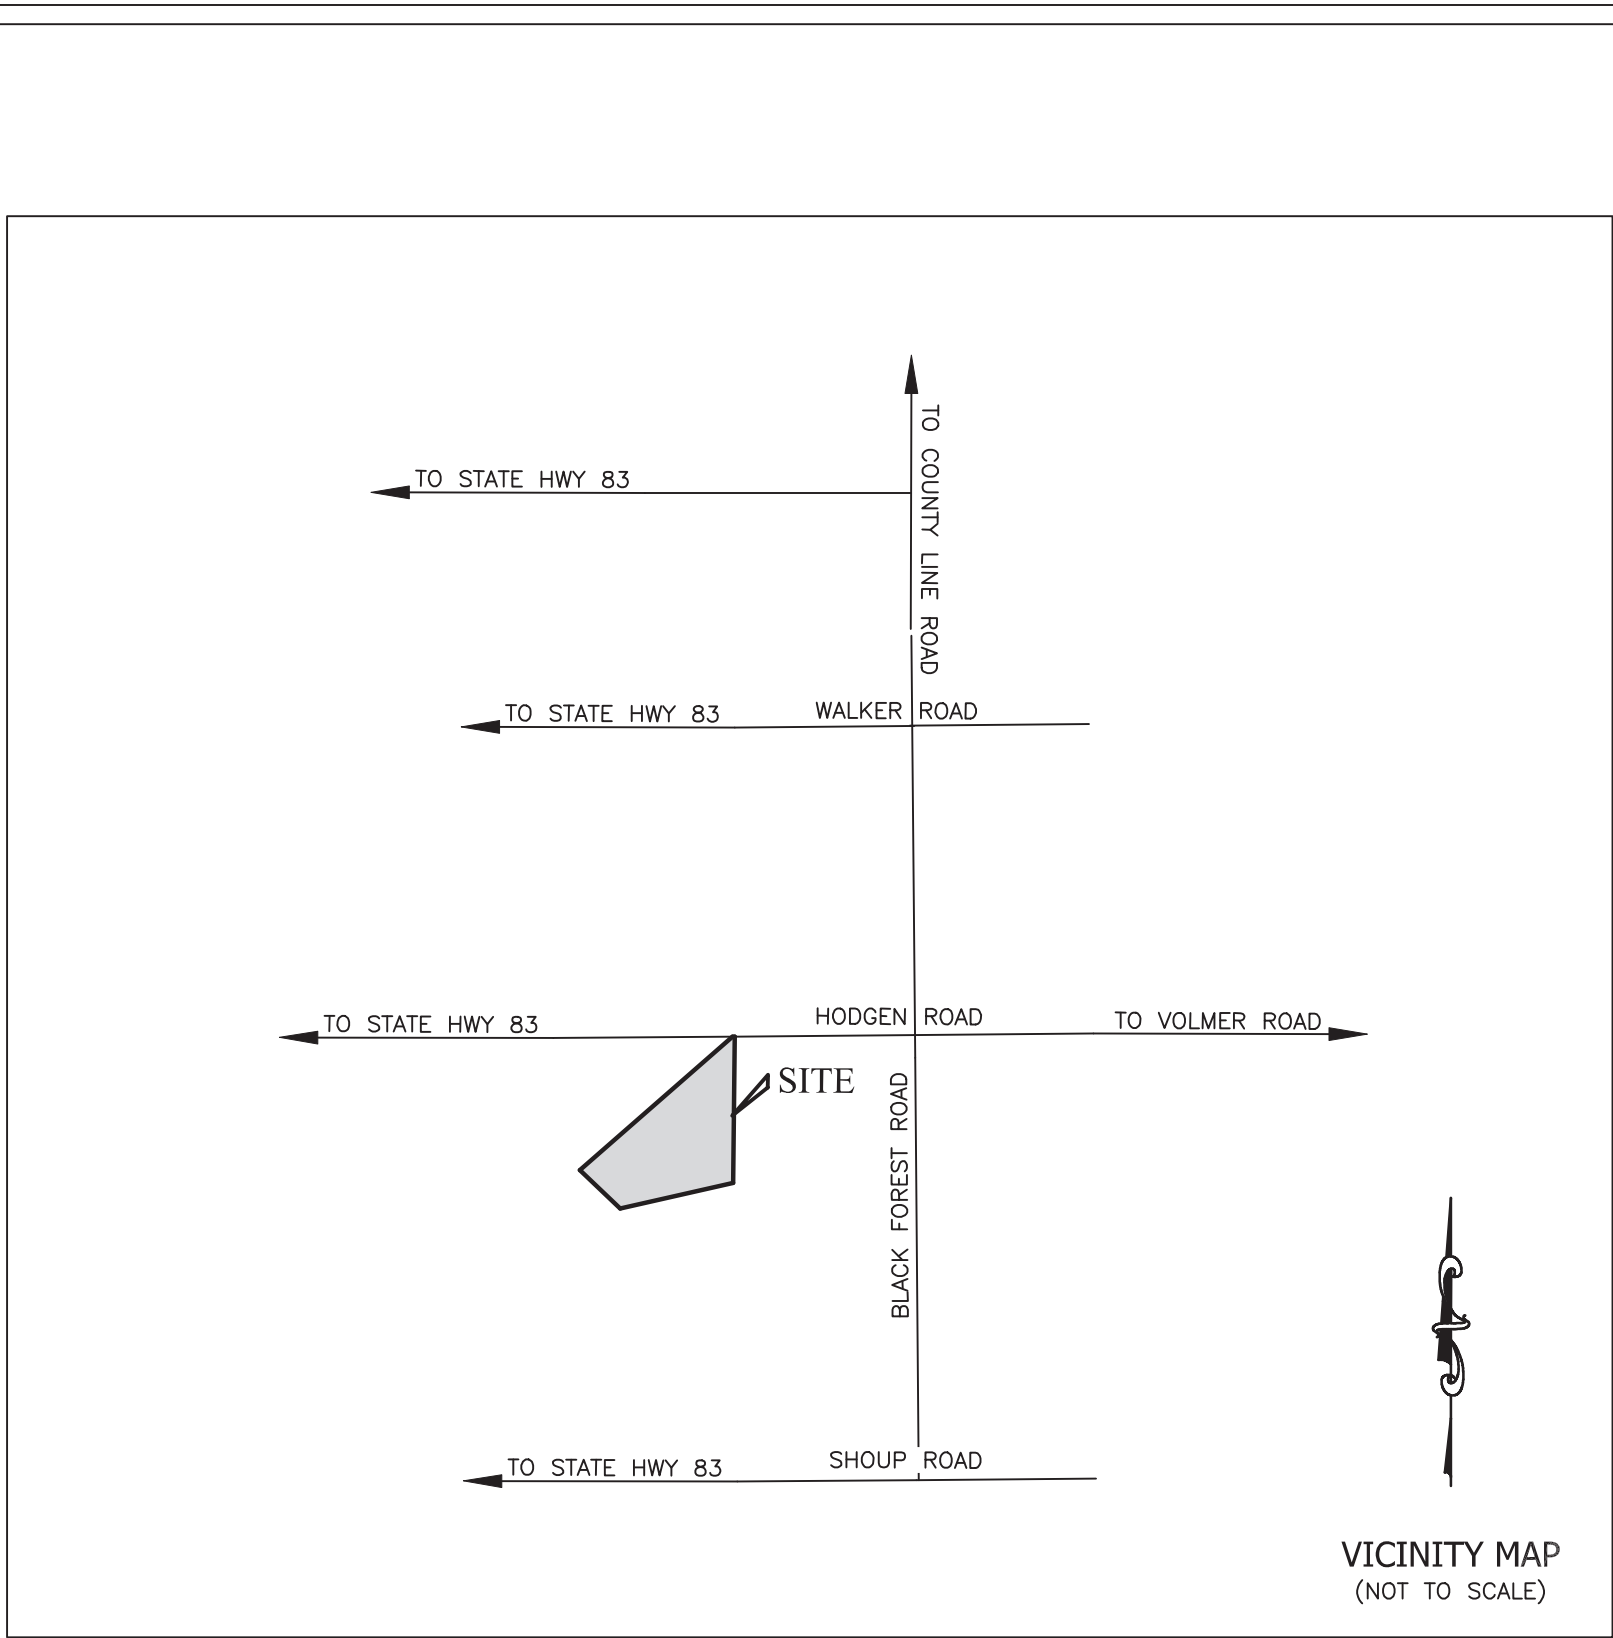 TO COUNTY LINE ROAD
TO STATE HWY 83
TO STATE HWY 83
WALKER ROAD
TO STATE HWY 83
HODGEN ROAD
TO VOLMER ROAD
SITE
BLACK FOREST ROAD
TO STATE HWY 83
SHOUP ROAD
VICINITY MAP
(NOT TO SCALE)